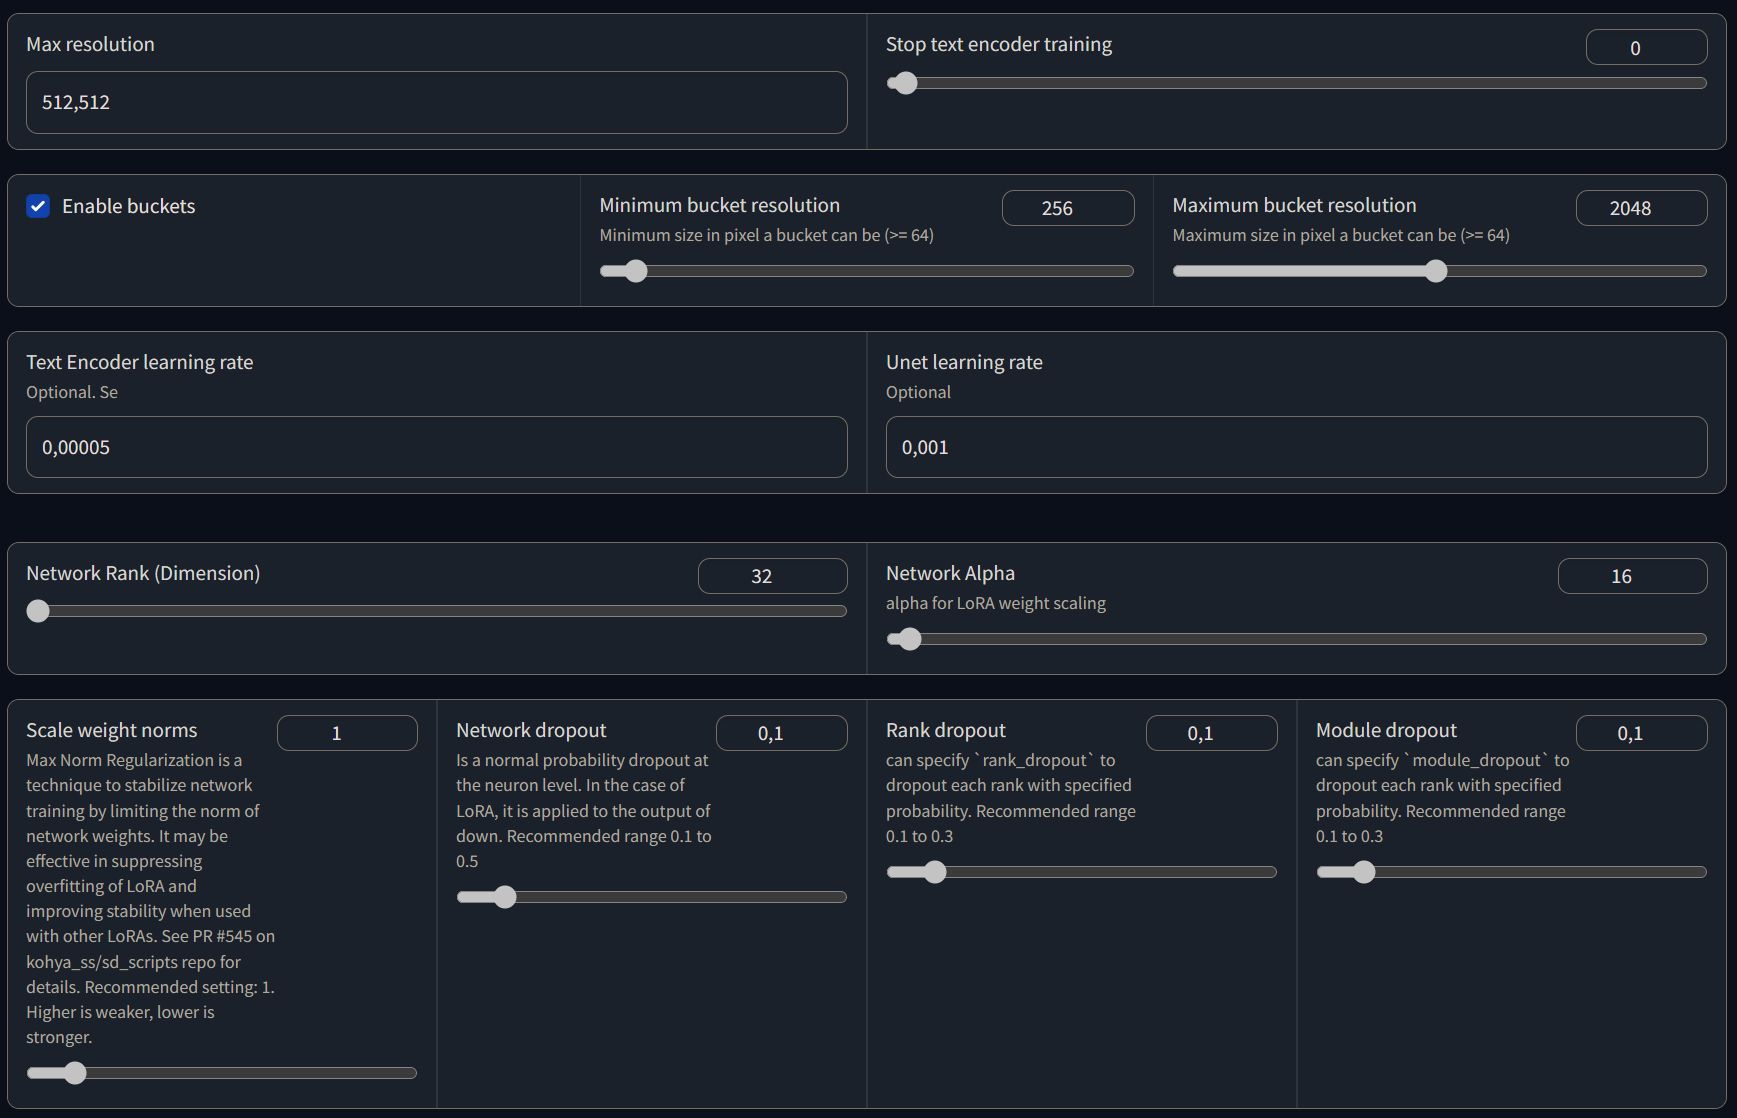 Max resolution
512,512
Stop text encoder training
0
Enable buckets
Minimum bucket resolution
256
Minimum size in pixel a bucket can be (>= 64)
Maximum bucket resolution
2048
Maximum size in pixel a bucket can be (>= 64)
Text Encoder learning rate
Optional. Se
0,00005
Unet learning rate
Optional
0,001
Network Rank (Dimension)
32
Network Alpha
16
alpha for LoRA weight scaling
Scale weight norms
1
Max Norm Regularization is a
technique to stabilize network
training by limiting the norm of
network weights. It may be
effective in suppressing
overfitting of LoRA and
improving stability when used
with other LoRAs. See PR #545 on
kohya_ss/sd_scripts repo for
details. Recommended setting: 1.
Higher is weaker, lower is
stronger.
Network dropout
0,1
Is a normal probability dropout at
the neuron level. In the case of
LoRA, it is applied to the output of
down. Recommended range 0.1 to
0.5
Rank dropout
0,1
can specify `rank_dropout` to
dropout each rank with specified
probability. Recommended range
0.1 to 0.3
Module dropout
0,1
can specify `module_dropout` to
dropout each rank with specified
probability. Recommended range
0.1 to 0.3